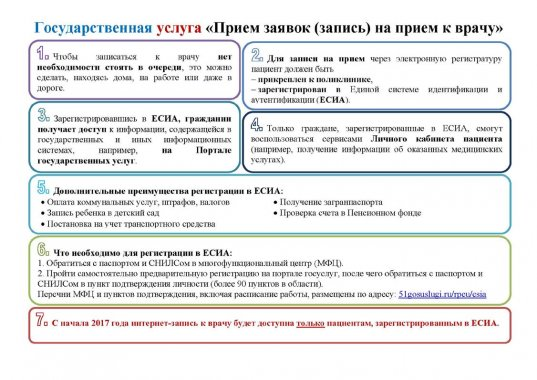 Государственная услуга «Прием заявок (запись) на прием к врачу»
1. Чтобы записаться к врачу нет
необходимости стоять в очереди, это можно
сделать, находясь дома, на работе или даже в
дороге.
2. Для записи на прием через электронную регистратуру
пациент должен быть
– прикреплен к поликлинике,
– зарегистрирован в Единой системе идентификации и
аутентификации (ЕСИА).
3. Зарегистрировавшись в ЕСИА, граждании
получает доступ к информации, содержащейся в
государственных и иных информационных
системах, например, на Портале
государственных услуг.
4. Только граждане, зарегистрированные в ЕСИА, смогут
воспользоваться сервисами Личного кабинета пациента
(например, получение информации об оказанных медицинских
услугах).
5. Дополнительные преимущества регистрации в ЕСИА:
• Оплата коммунальных услуг, штрафов, налогов
• Запись ребенка в детский сад
• Постановка на учет транспортного средства
• Получение загранпаспорта
• Проверка счета в Пенсионном фонде
6. Что необходимо для регистрации в ЕСИА:
1. Обратиться с паспортом и СНИЛСом в многофункциональный центр (МФЦ).
2. Пройти самостоятельно предварительную регистрацию на портале госуслуг, после чего обратиться с паспортом и
СНИЛСом в пункт подтверждения личности (более 90 пунктов в области).
Перечни МФЦ и пунктов подтверждения, включая расписание работу, размещены по адресу: 51gosuslugi.ru/rpeu/esia
7. С начала 2017 года интернет-запись к врачу будет доступна только пациентам, зарегистрированным в ЕСИА.